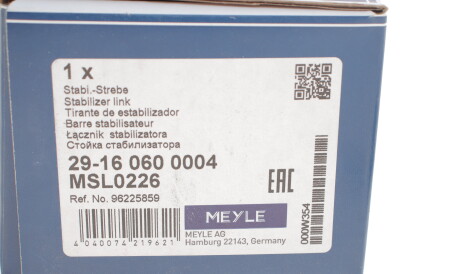 1 x
Stabi.-Strebe
Stabilizer link
Tirante de estabilizador
Barre stabilisateur
Łącznik stabilizatora
Стойка стабилизатора
29-16 060 0004
MSL0226
Ref. No. 96225859
4 040074 219621
MEYLE
MEYLE AG
Hamburg 22143, Germany
EAC
000W354